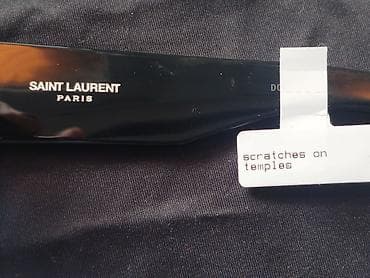 SAINT LAURENT
PARIS
scratches on
temples